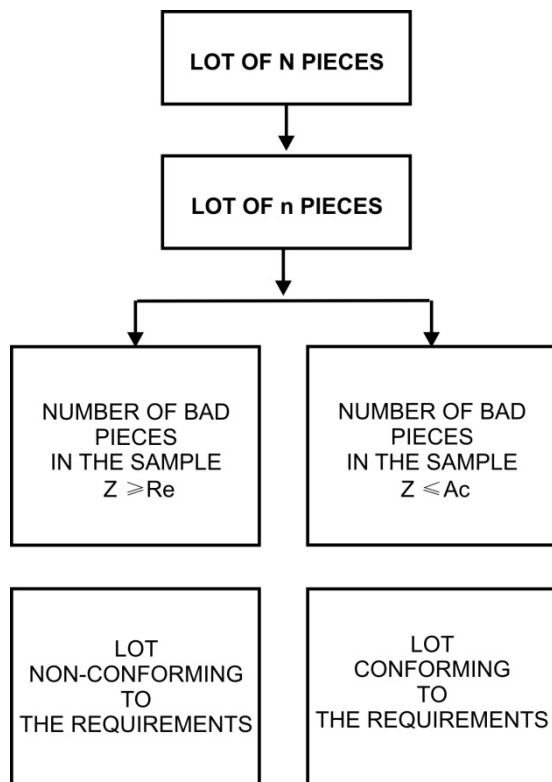 LOT OF N PIECES
LOT OF n PIECES
NUMBER OF BAD
PIECES
IN THE SAMPLE
Z ⩾Re
NUMBER OF BAD
PIECES
IN THE SAMPLE
Z ⩽Ac
LOT
NON-CONFORMING
TO
THE REQUIREMENTS
LOT
CONFORMING
TO
THE REQUIREMENTS